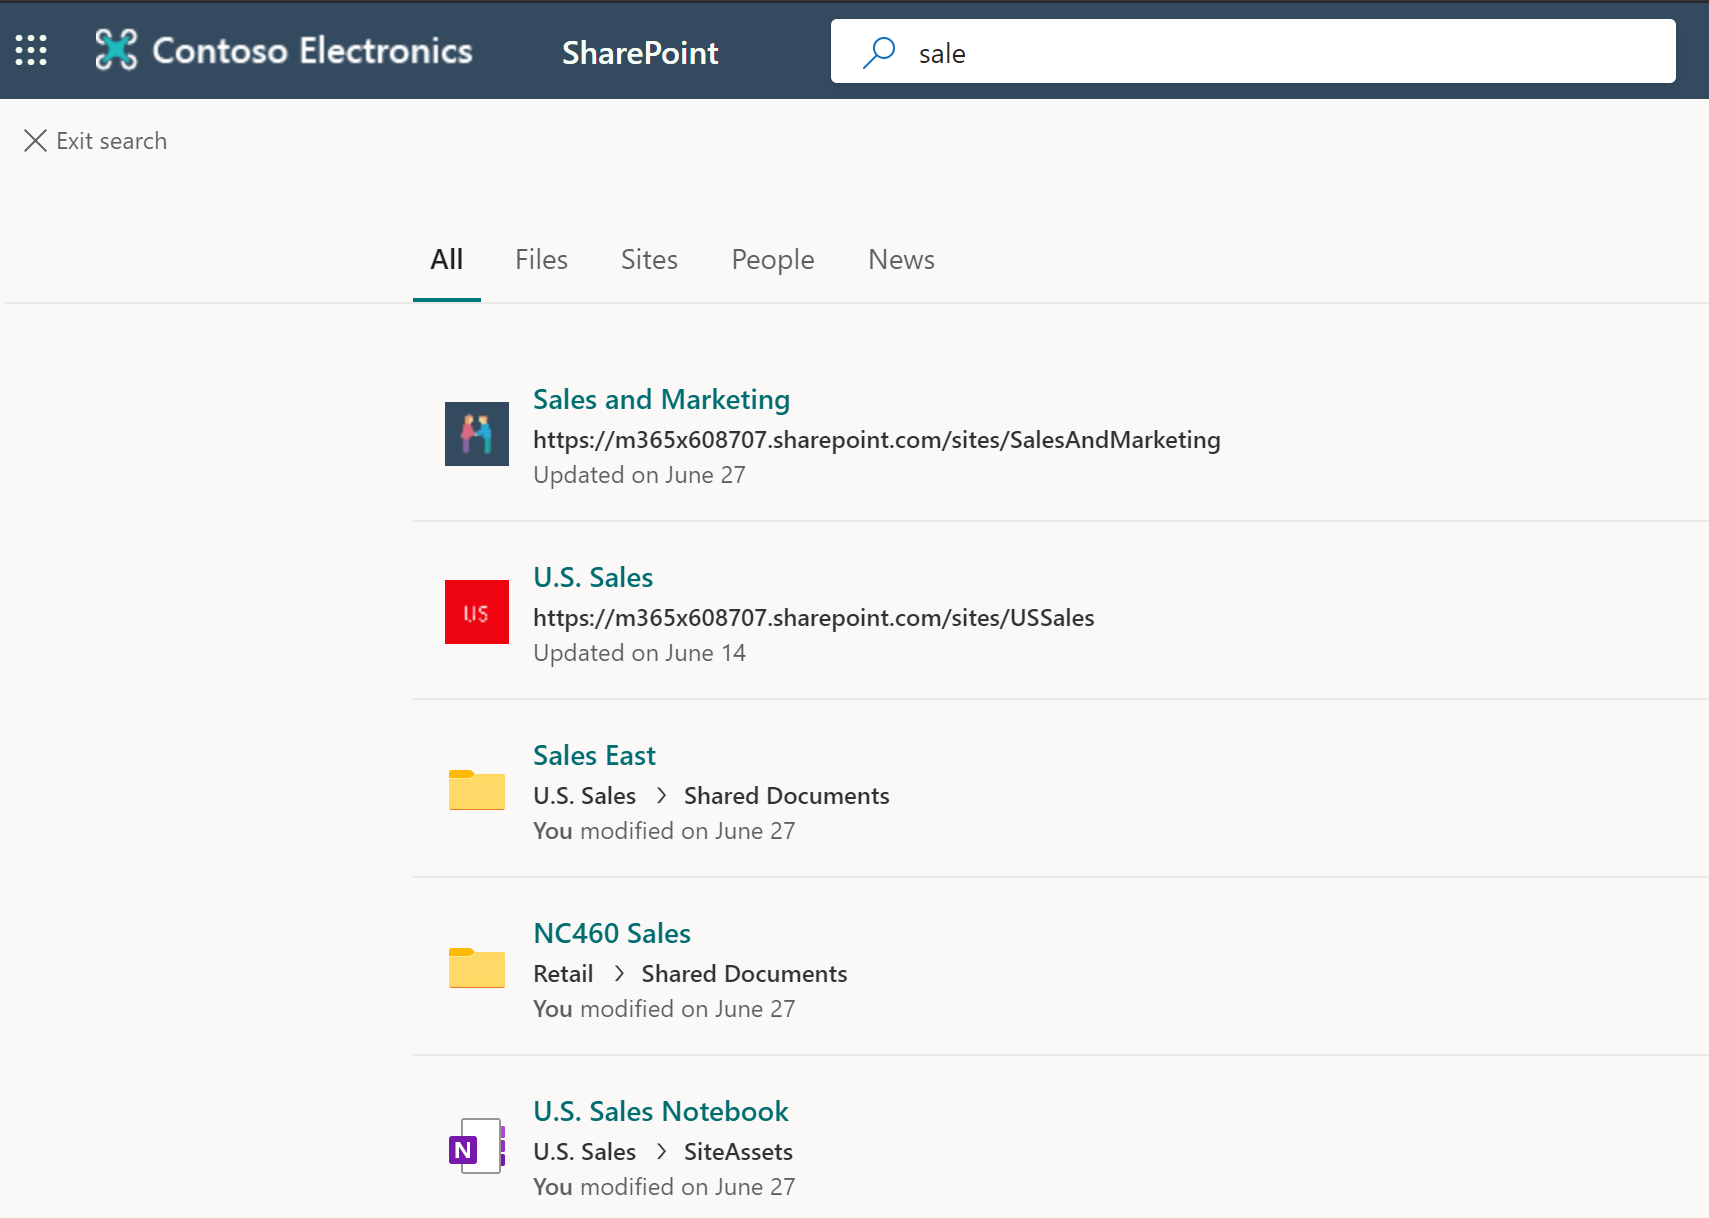 Contoso Electronics SharePoint sale
Exit search
All Files Sites People News
Sales and Marketing
https://m365x608707.sharepoint.com/sites/SalesAndMarketing
Updated on June 27
US
U.S. Sales
https://m365x608707.sharepoint.com/sites/USSales
Updated on June 14
Sales East
U.S. Sales > Shared Documents
You modified on June 27
NC460 Sales
Retail > Shared Documents
You modified on June 27
N
U.S. Sales Notebook
U.S. Sales > SiteAssets
You modified on June 27